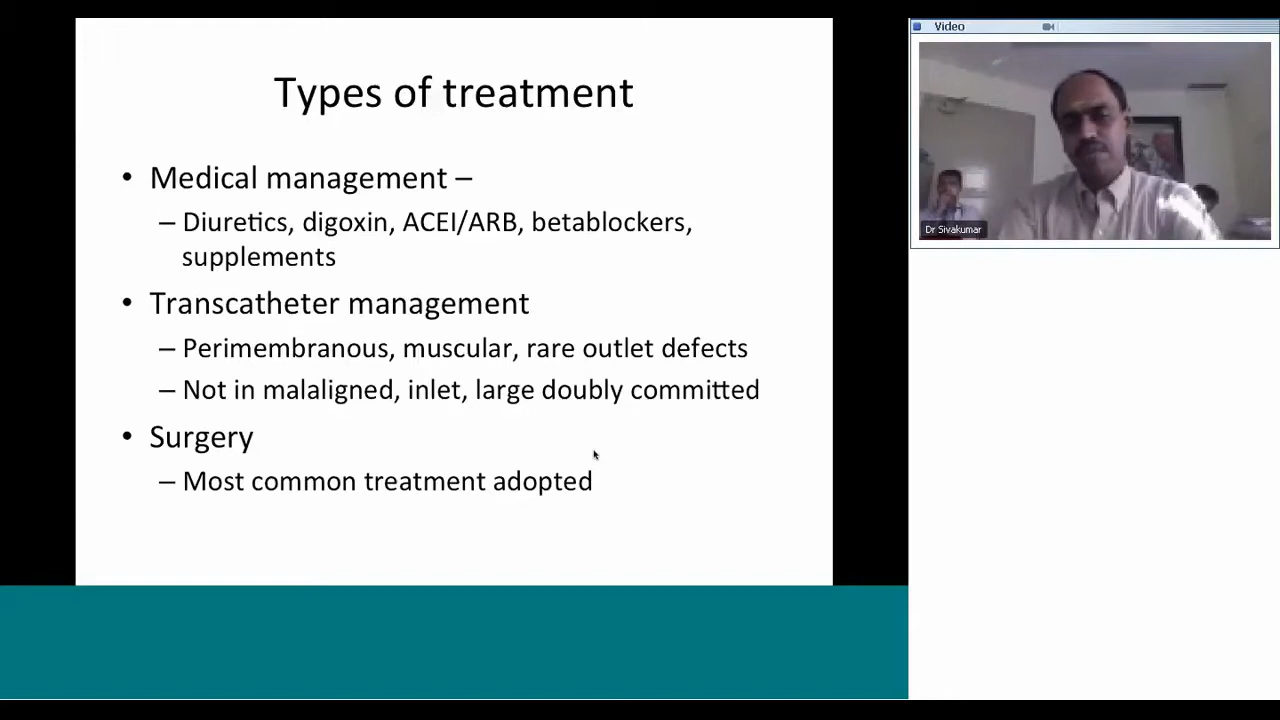 Types of treatment
• Medical management –
– Diuretics, digoxin, ACEI/ARB, betablockers,
supplements
• Transcatheter management
– Perimembranous, muscular, rare outlet defects
– Not in malaligned, inlet, large doubly committed
• Surgery
– Most common treatment adopted
Video
Dr Sivakumar